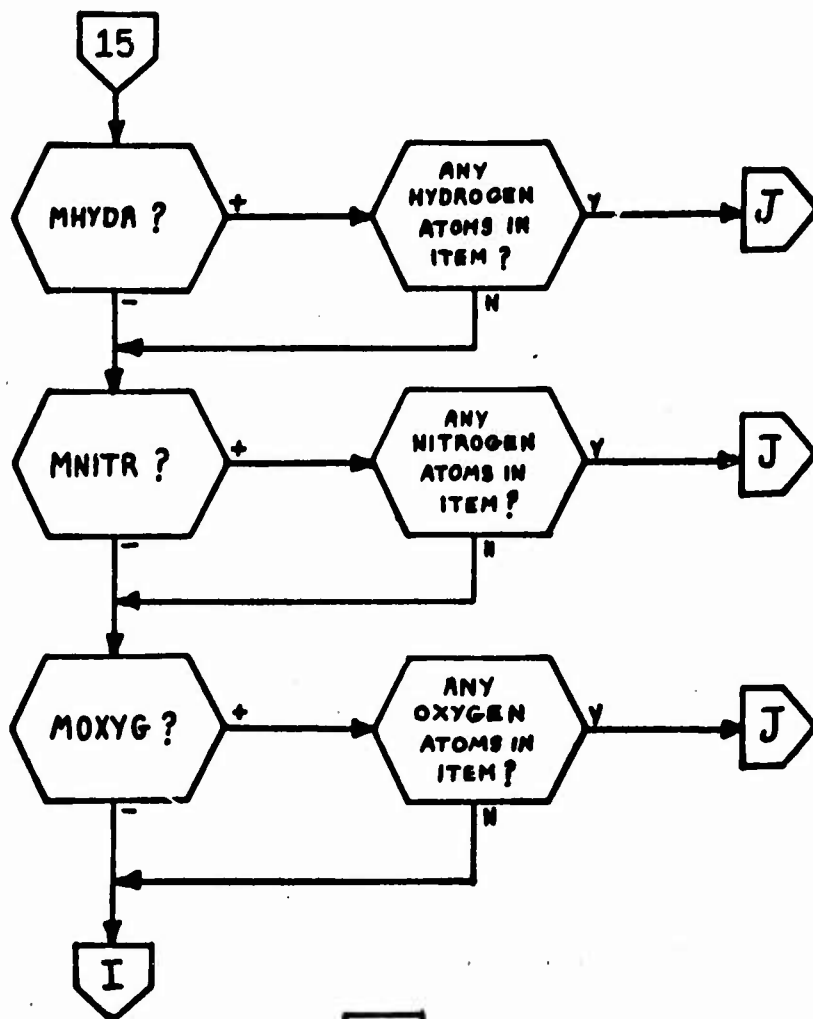 15
MHYDR ?
+
ANY
HYDROGEN
ATOMS IN
ITEM ?
Y
J
-
N
MNITR ?
+
ANY
NITROGEN
ATOMS IN
ITEM ?
Y
J
-
N
MOXYG ?
+
ANY
OXYGEN
ATOMS IN
ITEM ?
Y
J
-
N
I